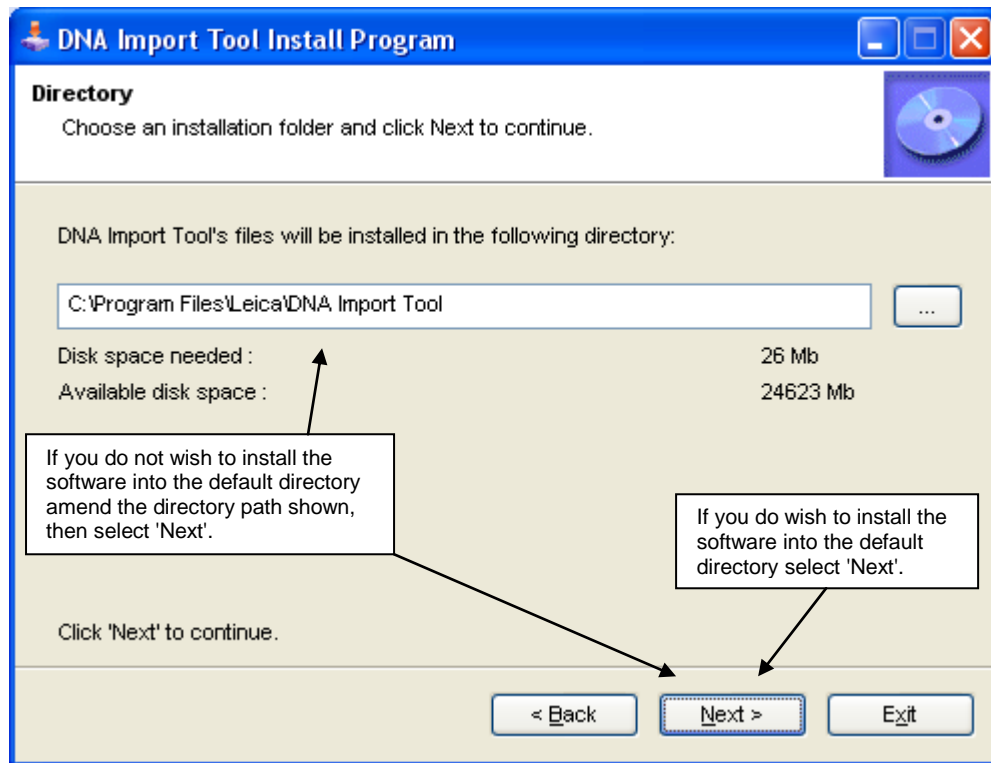 DNA Import Tool Install Program
Directory
Choose an installation folder and click Next to continue.
DNA Import Tool's files will be installed in the following directory:
C:\Program Files\Leica\DNA Import Tool
...
Disk space needed : 26 Mb
Available disk space : 24623 Mb
If you do not wish to install the
software into the default directory
amend the directory path shown,
then select 'Next'.
If you do wish to install the
software into the default
directory select 'Next'.
Click 'Next' to continue.
< Back
Next >
Exit